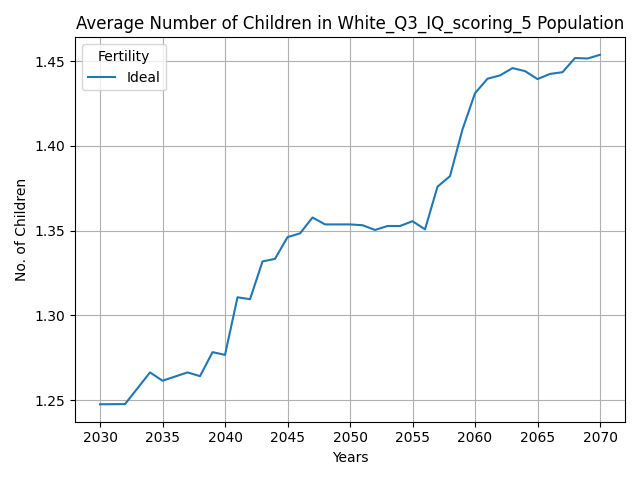 Average Number of Children in White_Q3_IQ_scoring_5 Population
Fertility
Ideal
No. of Children
1.45
1.40
1.35
1.30
1.25
2030 2035 2040 2045 2050 2055 2060 2065 2070
Years